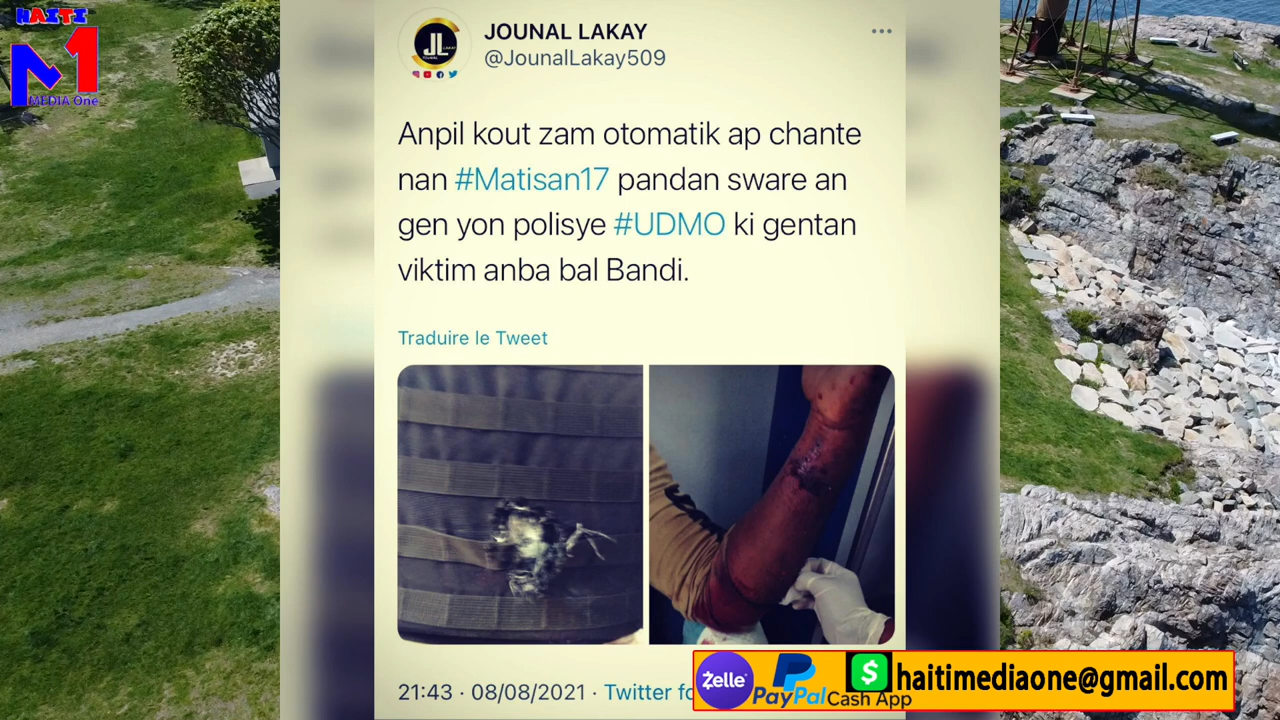 HAITI
M1
MEDIA One
JL
LAKAY
JOUNAL LAKAY
@JounalLakay509
Anpil kout zam otomatik ap chante
nan #Matisan17 pandan sware an
gen yon polisye #UDMO ki gentan
viktim anba bal Bandi.
Traduire le Tweet
21:43 · 08/08/2021 · Twitter fo
Zelle
PayPal
$
Cash App
haitimediaone@gmail.com